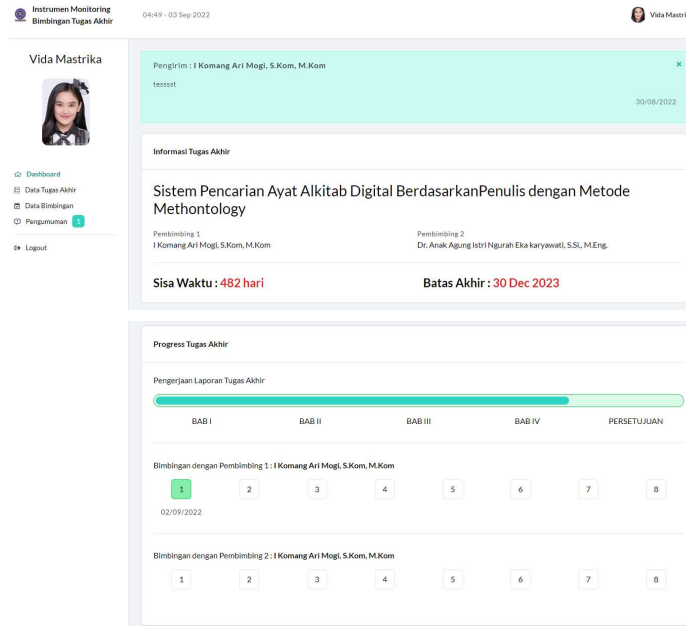 Instrumen Monitoring
Bimbingan Tugas Akhir
04:49 - 03 Sep 2022
Vida Mastri
Vida Mastrika
Dashboard
Data Tugas Akhir
Data Bimbingan
Pengumuman 1
Logout
Pengirim : I Komang Ari Mogi, S.Kom, M.Kom
×
tesssst
30/08/2022
Informasi Tugas Akhir
Sistem Pencarian Ayat Alkitab Digital BerdasarkanPenulis dengan Metode
Methontology
Pembimbing 1
I Komang Ari Mogi, S.Kom, M.Kom
Pembimbing 2
Dr. Anak Agung Istri Ngurah Eka karyawati, S.Si., M.Eng.
Sisa Waktu : 482 hari
Batas Akhir : 30 Dec 2023
Progress Tugas Akhir
Pengerjaan Laporan Tugas Akhir
BAB I BAB II BAB III BAB IV PERSETUJUAN
Bimbingan dengan Pembimbing 1 : I Komang Ari Mogi, S.Kom, M.Kom
1 2 3 4 5 6 7 8
02/09/2022
Bimbingan dengan Pembimbing 2 : I Komang Ari Mogi, S.Kom, M.Kom
1 2 3 4 5 6 7 8